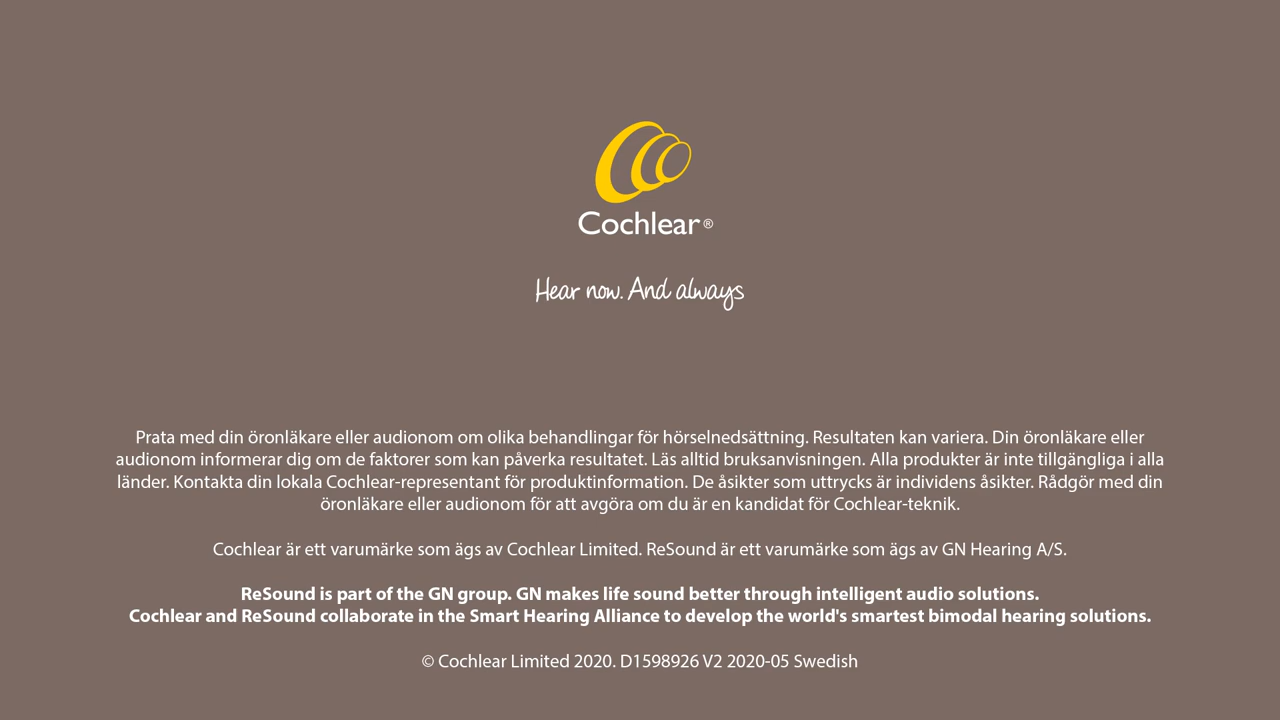 Cochlear®
Hear now. And always
Prata med din öronläkare eller audionom om olika behandlingar för hörselnedsättning. Resultaten kan variera. Din öronläkare eller
audionom informerar dig om de faktorer som kan påverka resultatet. Läs alltid bruksanvisningen. Alla produkter är inte tillgängliga i alla
länder. Kontakta din lokala Cochlear-representant för produktinformation. De åsikter som uttrycks är individens åsikter. Rådgör med din
öronläkare eller audionom för att avgöra om du är en kandidat för Cochlear-teknik.
Cochlear är ett varumärke som ägs av Cochlear Limited. ReSound är ett varumärke som ägs av GN Hearing A/S.
ReSound is part of the GN group. GN makes life sound better through intelligent audio solutions.
Cochlear and ReSound collaborate in the Smart Hearing Alliance to develop the world's smartest bimodal hearing solutions.
© Cochlear Limited 2020. D1598926 V2 2020-05 Swedish